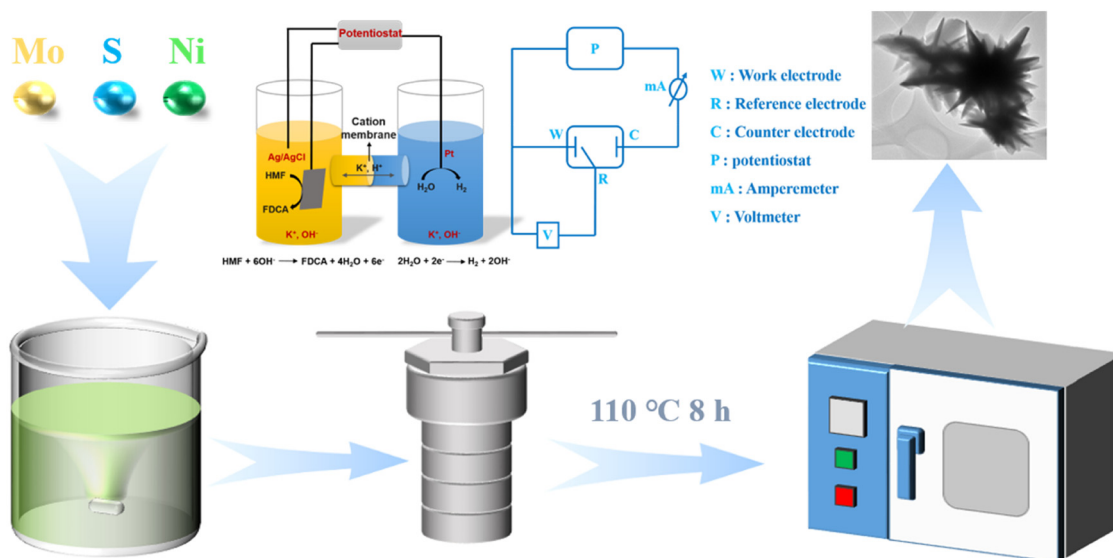 Mo S Ni
Potentiostat
Cation
membrane
Ag/AgCl
Pt
HMF
K⁺, H⁺
H₂O
H₂
FDCA
K⁺, OH⁻
K⁺, OH⁻
HMF + 6OH⁻ → FDCA + 4H₂O + 6e⁻
2H₂O + 2e⁻ → H₂ + 2OH⁻
P
mA
W
C
R
V
W : Work electrode
R : Reference electrode
C : Counter electrode
P : potentiostat
mA : Amperemeter
V : Voltmeter
110 °C 8 h